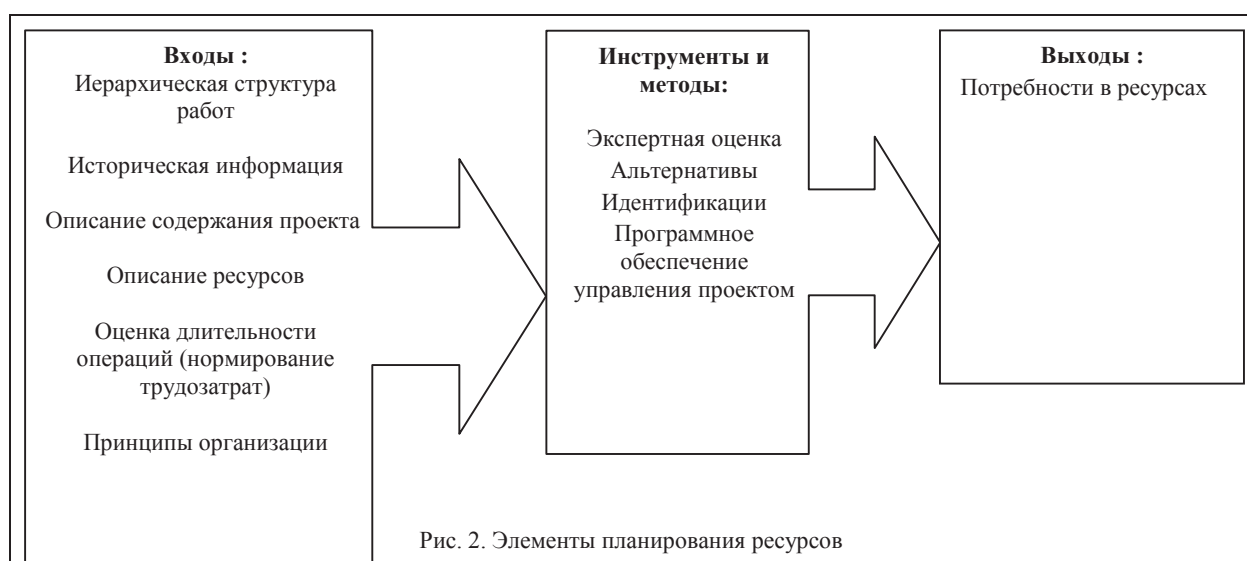 Входы :
Иерархическая структура
работ
Историческая информация
Описание содержания проекта
Описание ресурсов
Оценка длительности
операций (нормирование
трудозатрат)
Принципы организации
Инструменты и
методы:
Экспертная оценка
Альтернативы
Идентификации
Программное
обеспечение
управления проектом
Выходы :
Потребности в ресурсах
Рис. 2. Элементы планирования ресурсов